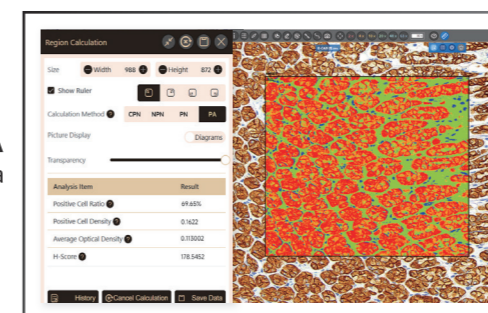 Region Calculation
Size Width 988 Height 872
Show Ruler
Calculation Method CPN NPN PN PA
Picture Display Diagrams
Transparency
Analysis Item Result
Positive Cell Ratio 69.65%
Positive Cell Density 0.1622
Average Optical Density 0.113002
H-Score 178.5452
History Cancel Calculation Save Data